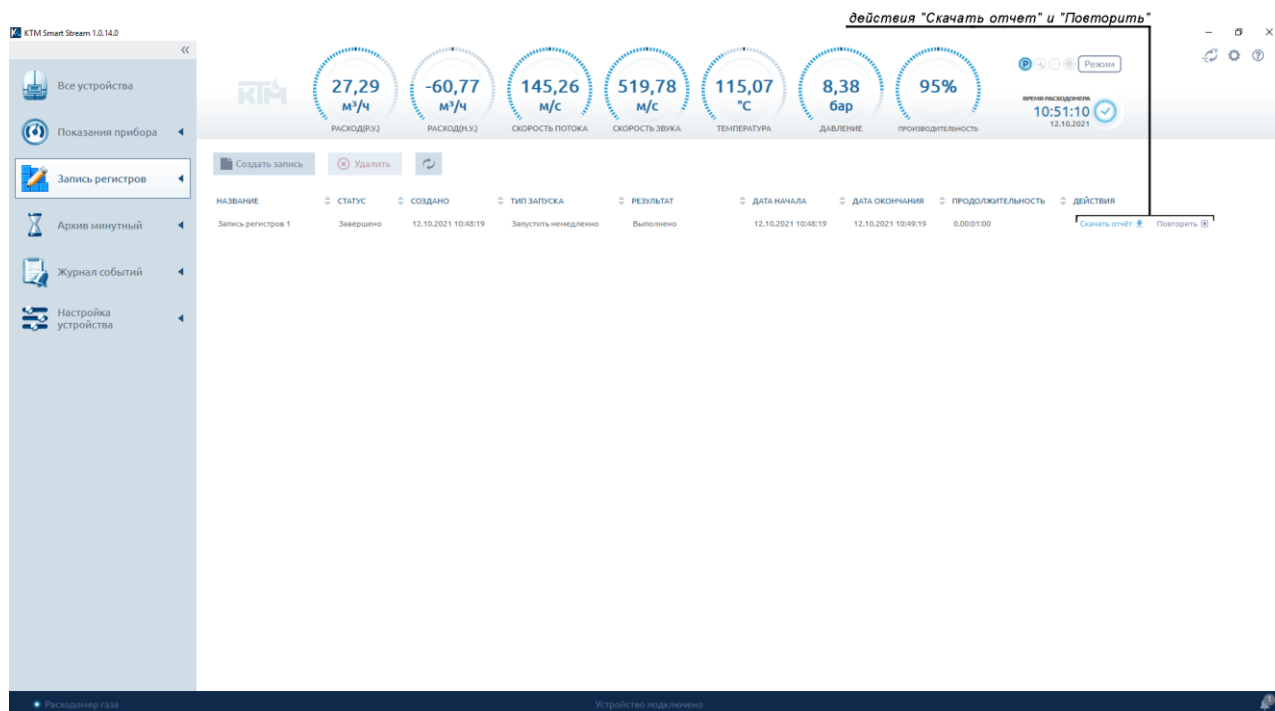 действия "Скачать отчет" и "Повторить"
KTM Smart Stream 1.0.14.0
Все устройства
Показания прибора
Запись регистров
Архив минутный
Журнал событий
Настройка
устройства
КТМ
27,29
м³/ч
РАСХОД(Р.У.)
-60,77
м³/ч
РАСХОД(Н.У.)
145,26
м/с
СКОРОСТЬ ПОТОКА
519,78
м/с
СКОРОСТЬ ЗВУКА
115,07
°C
ТЕМПЕРАТУРА
8,38
бар
ДАВЛЕНИЕ
95%
ПРОИЗВОДИТЕЛЬНОСТЬ
P Режим
ВРЕМЯ РАСХОДОМЕРА
10:51:10
12.10.2021
Создать запись Удалить
НАЗВАНИЕ СТАТУС СОЗДАНО ТИП ЗАПУСКА РЕЗУЛЬТАТ ДАТА НАЧАЛА ДАТА ОКОНЧАНИЯ ПРОДОЛЖИТЕЛЬНОСТЬ ДЕЙСТВИЯ
Запись регистров 1 Завершено 12.10.2021 10:48:19 Запустить немедленно Выполнено 12.10.2021 10:48:19 12.10.2021 10:49:19 0.00:01:00 Скачать отчёт Повторить
Расходомер газа Устройство подключено